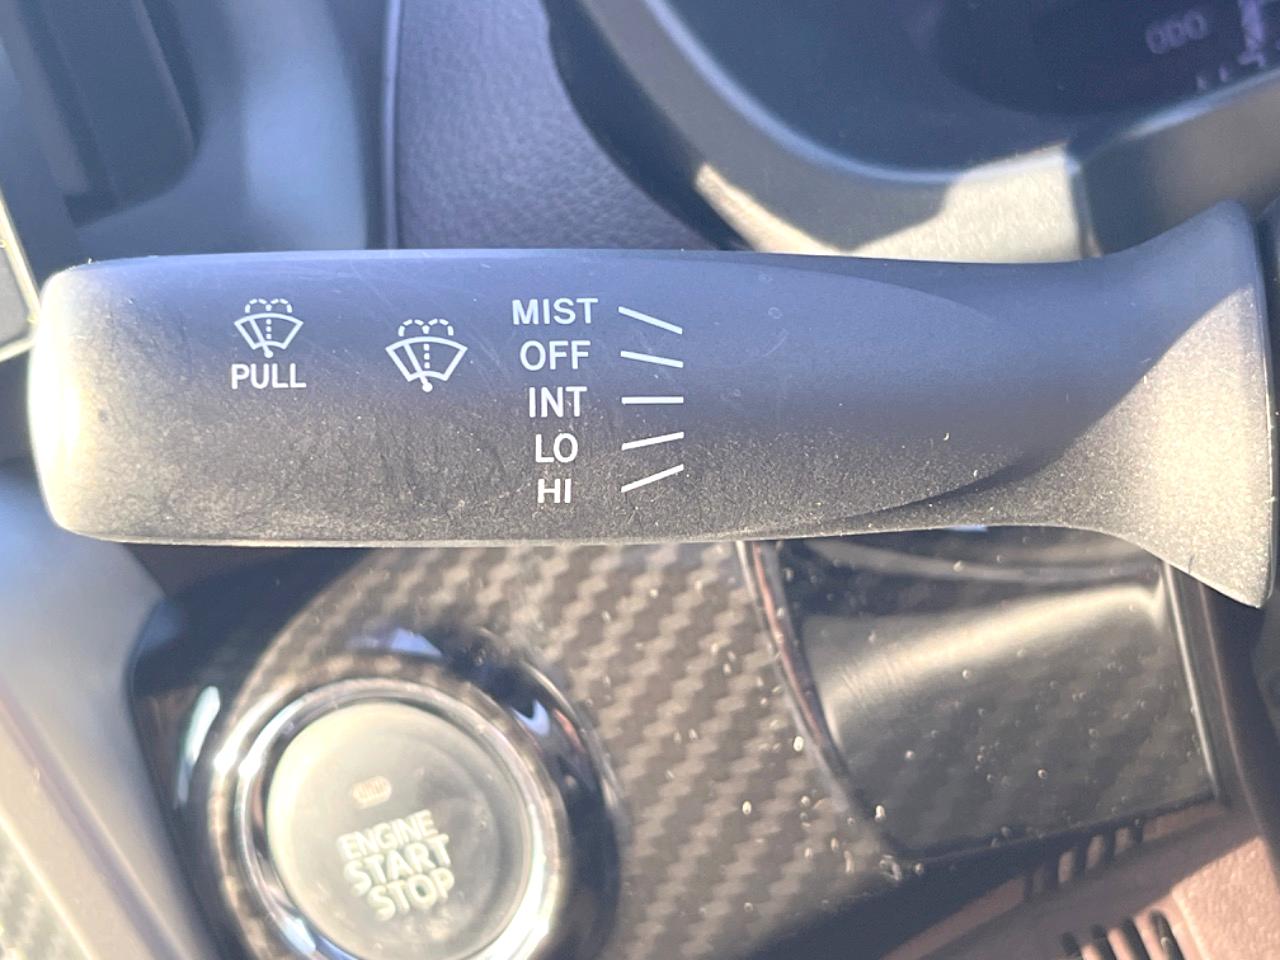 PULL
MIST
OFF
INT
LO
HI
ENGINE
START
STOP